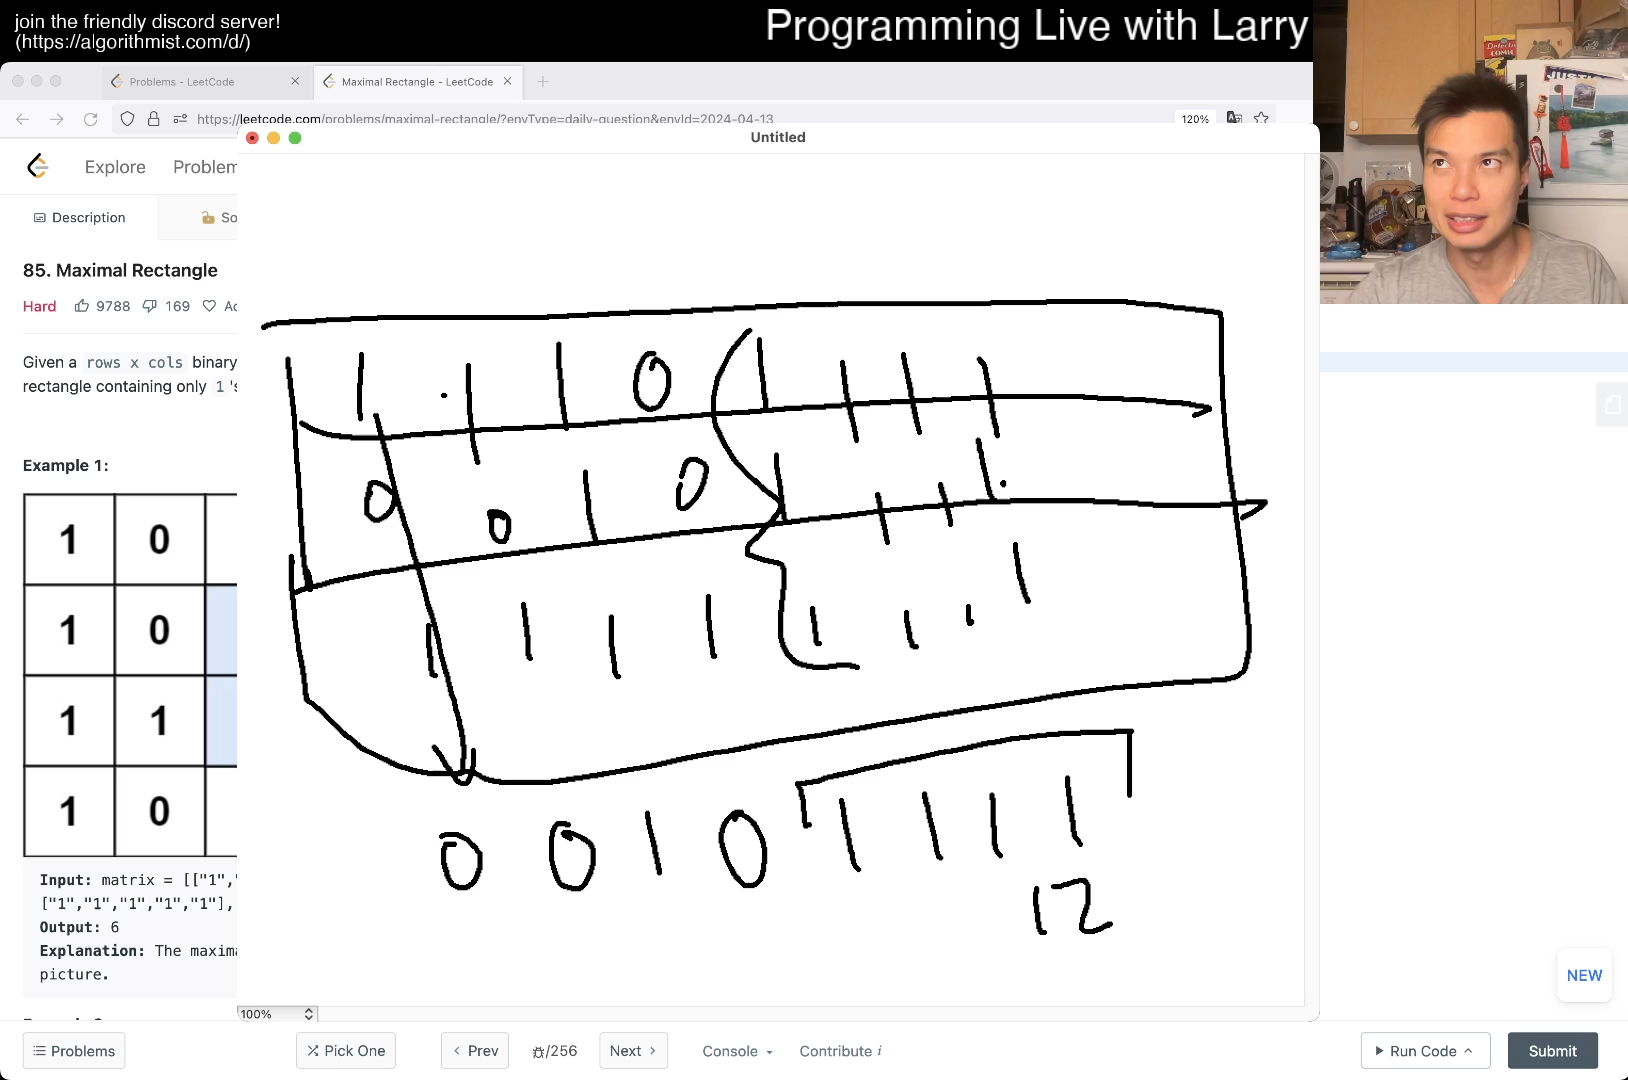 join the friendly discord server!
(https://algorithmist.com/d/)
Programming Live with Larry
Problems - LeetCode
Maximal Rectangle - LeetCode
https://leetcode.com/problems/maximal-rectangle/?envType=daily-question&envId=2024-04-13
120%
Untitled
Explore
Problem
Description
So
85. Maximal Rectangle
Hard 9788 169 Ad
Given a rows x cols binary
rectangle containing only 1's
Example 1:
1 0
1 0
1 1
1 0
1 1 1 0 1 1 1 1
0 0 1 0 1 1 1 1
1 1 1 1 1 1 1 1
0 0 1 0 1 1 1 1
12
Input: matrix = [["1","
["1","1","1","1","1"],
Output: 6
Explanation: The maxima
picture.
100%
NEW
Problems
Pick One
Prev
/256
Next
Console
Contribute i
Run Code
Submit